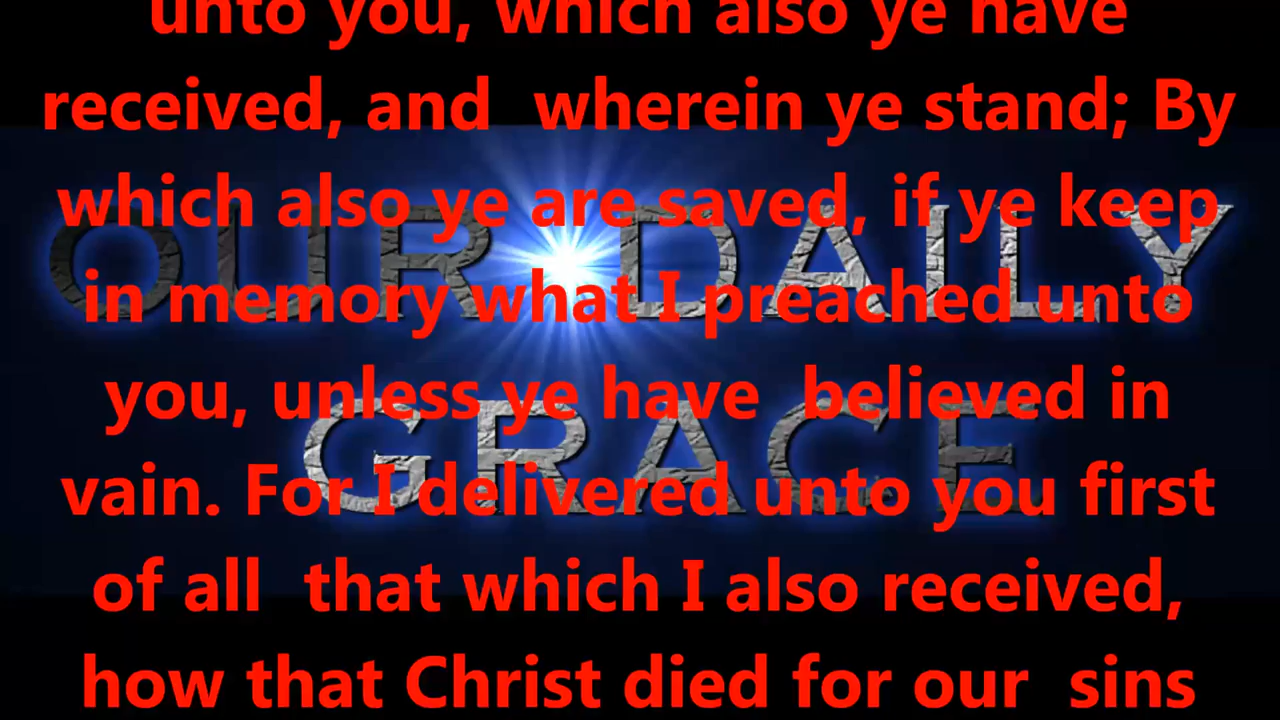 unto you, which also ye have
received, and wherein ye stand; By
which also ye are saved, if ye keep
OUR DAILY
in memory what I preached unto
you, unless ye have believed in
GRACE
vain. For I delivered unto you first
of all that which I also received,
how that Christ died for our sins